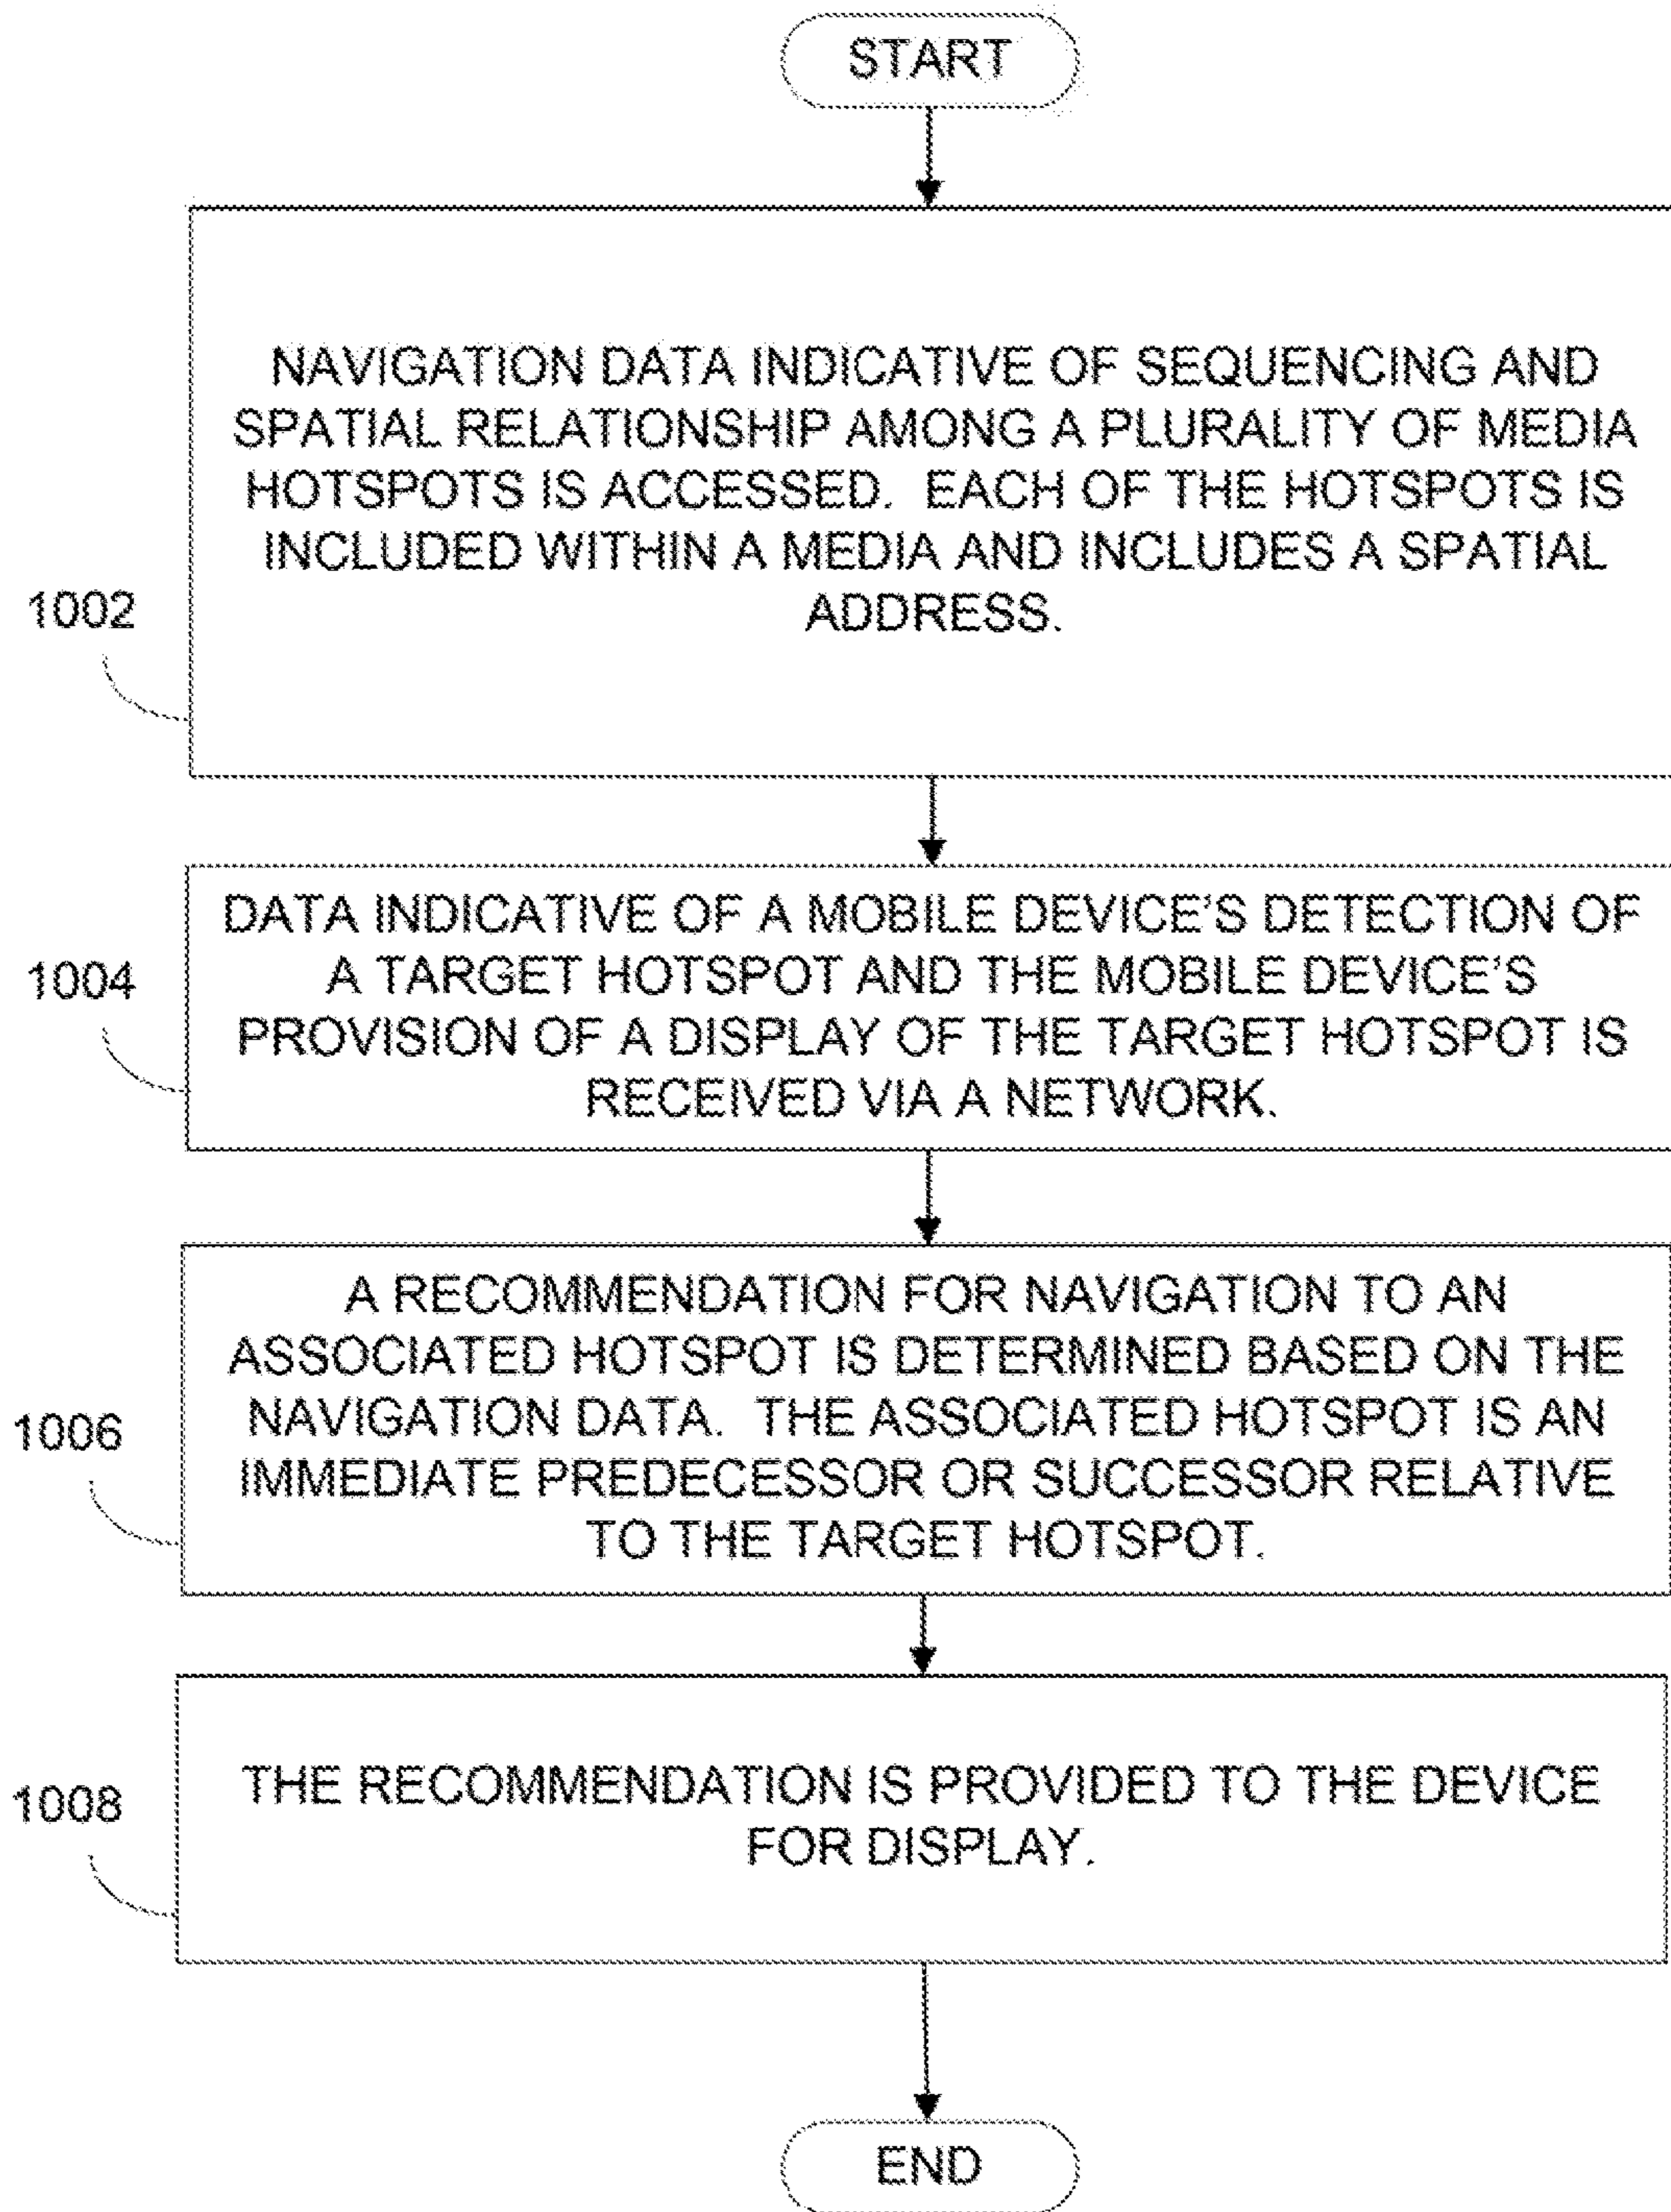 START
NAVIGATION DATA INDICATIVE OF SEQUENCING AND
SPATIAL RELATIONSHIP AMONG A PLURALITY OF MEDIA
HOTSPOTS IS ACCESSED. EACH OF THE HOTSPOTS IS
INCLUDED WITHIN A MEDIA AND INCLUDES A SPATIAL
ADDRESS.
1002
DATA INDICATIVE OF A MOBILE DEVICE'S DETECTION OF
A TARGET HOTSPOT AND THE MOBILE DEVICE'S
PROVISION OF A DISPLAY OF THE TARGET HOTSPOT IS
RECEIVED VIA A NETWORK.
1004
A RECOMMENDATION FOR NAVIGATION TO AN
ASSOCIATED HOTSPOT IS DETERMINED BASED ON THE
NAVIGATION DATA. THE ASSOCIATED HOTSPOT IS AN
IMMEDIATE PREDECESSOR OR SUCCESSOR RELATIVE
TO THE TARGET HOTSPOT.
1006
THE RECOMMENDATION IS PROVIDED TO THE DEVICE
FOR DISPLAY.
1008
END